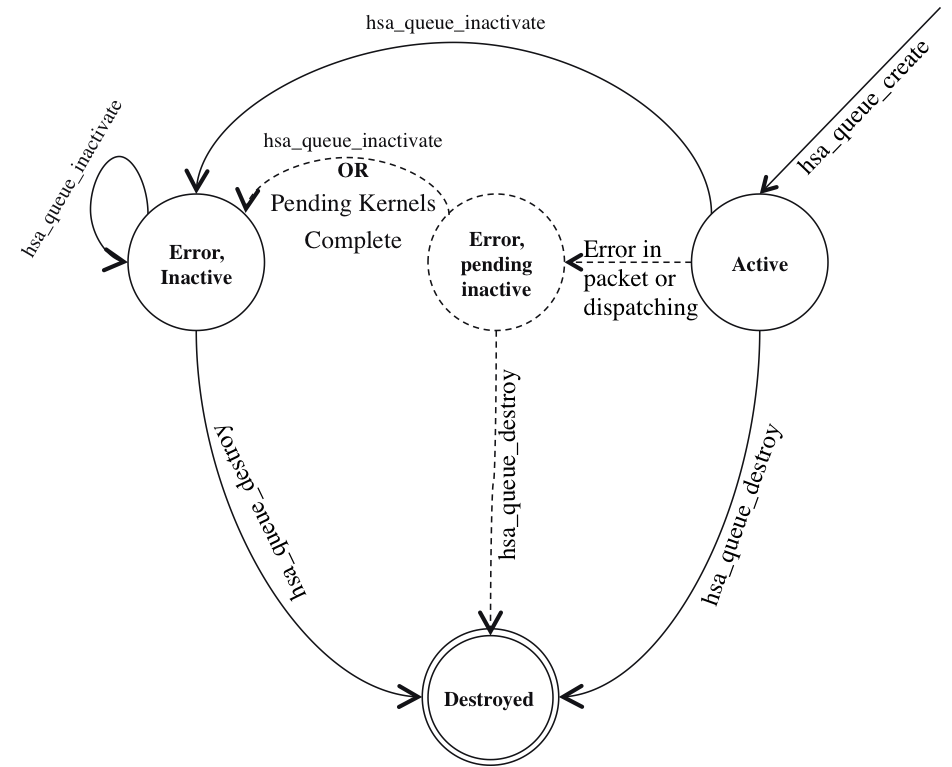 hsa_queue_inactivate
hsa_queue_create
hsa_queue_inactivate
hsa_queue_inactivate
OR
Pending Kernels
Complete
Error,
Inactive
Error,
pending
inactive
Error in
packet or
dispatching
Active
hsa_queue_destroy
hsa_queue_destroy
hsa_queue_destroy
Destroyed